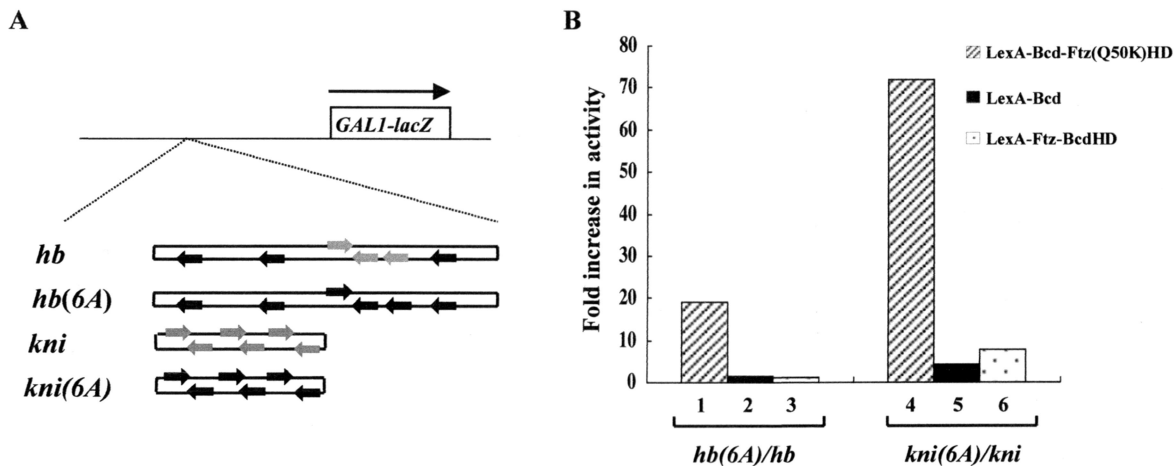 A
GAL1-lacZ
hb
hb(6A)
kni
kni(6A)
B
Fold increase in activity
80
70
60
50
40
30
20
10
0
LexA-Bcd-Ftz(Q50K)HD
LexA-Bcd
LexA-Ftz-BcdHD
1 2 3 4 5 6
hb(6A)/hb kni(6A)/kni